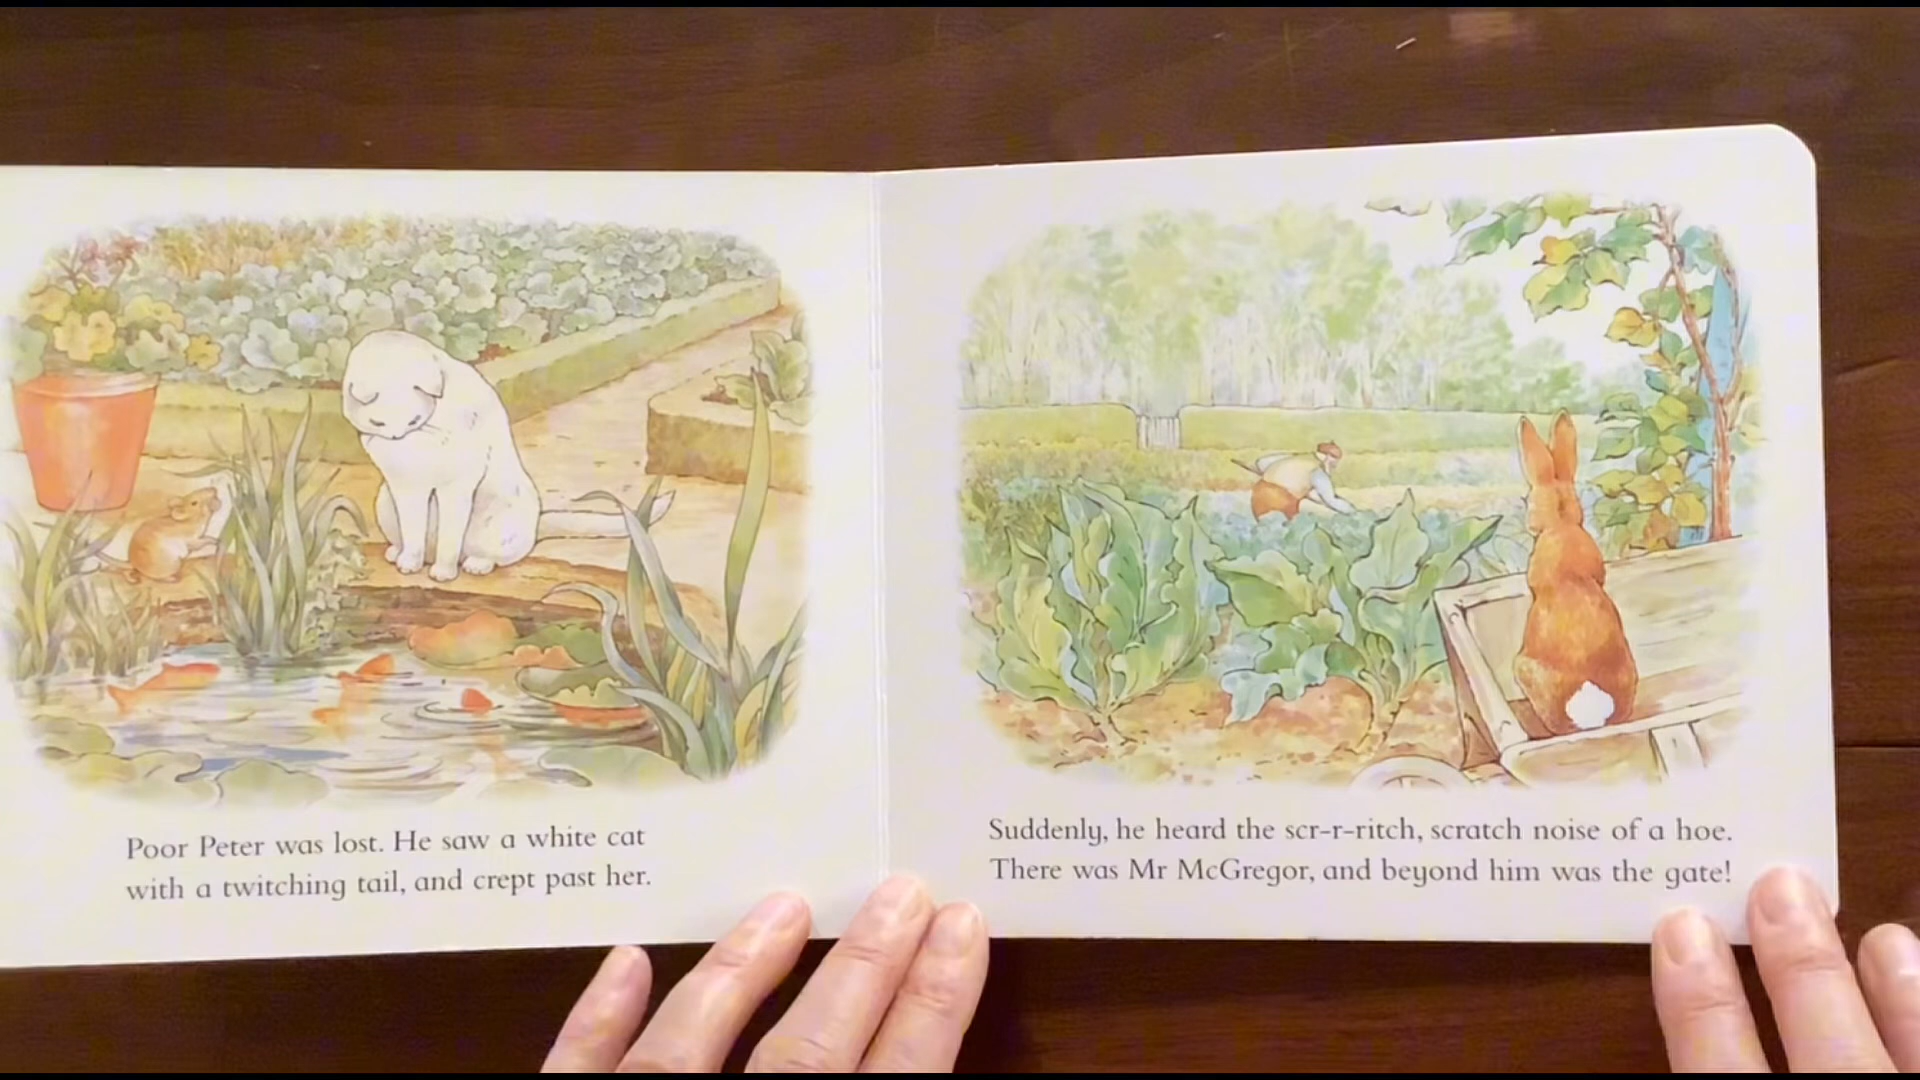 Poor Peter was lost. He saw a white cat
with a twitching tail, and crept past her.
Suddenly, he heard the scr-r-ritch, scratch noise of a hoe.
There was Mr McGregor, and beyond him was the gate!